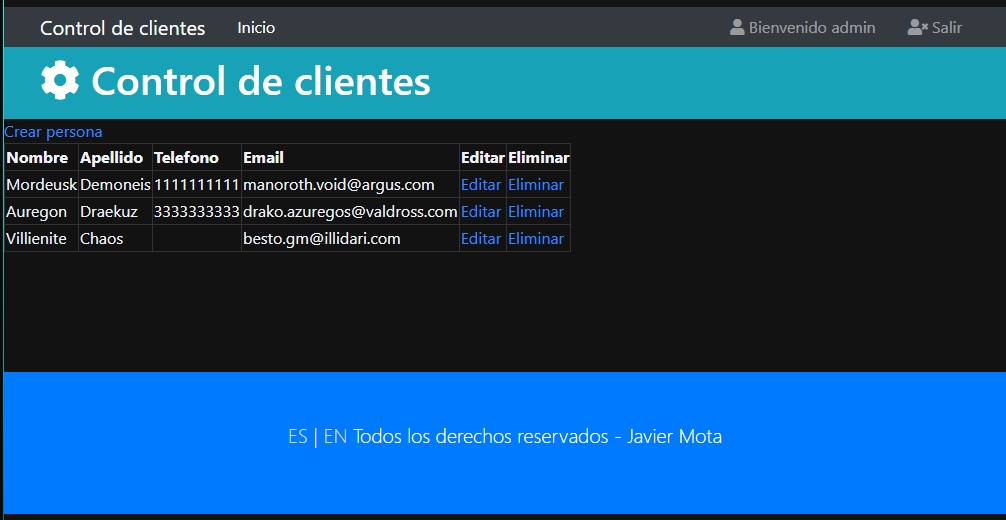 Control de clientes Inicio Bienvenido admin Salir
Control de clientes
Crear persona
Nombre Apellido Telefono Email Editar Eliminar
Mordeusk Demoneis 1111111111 manoroth.void@argus.com Editar Eliminar
Auregon Draekuz 3333333333 drako.azuregos@valdross.com Editar Eliminar
Villienite Chaos besto.gm@illidari.com Editar Eliminar
ES | EN Todos los derechos reservados - Javier Mota